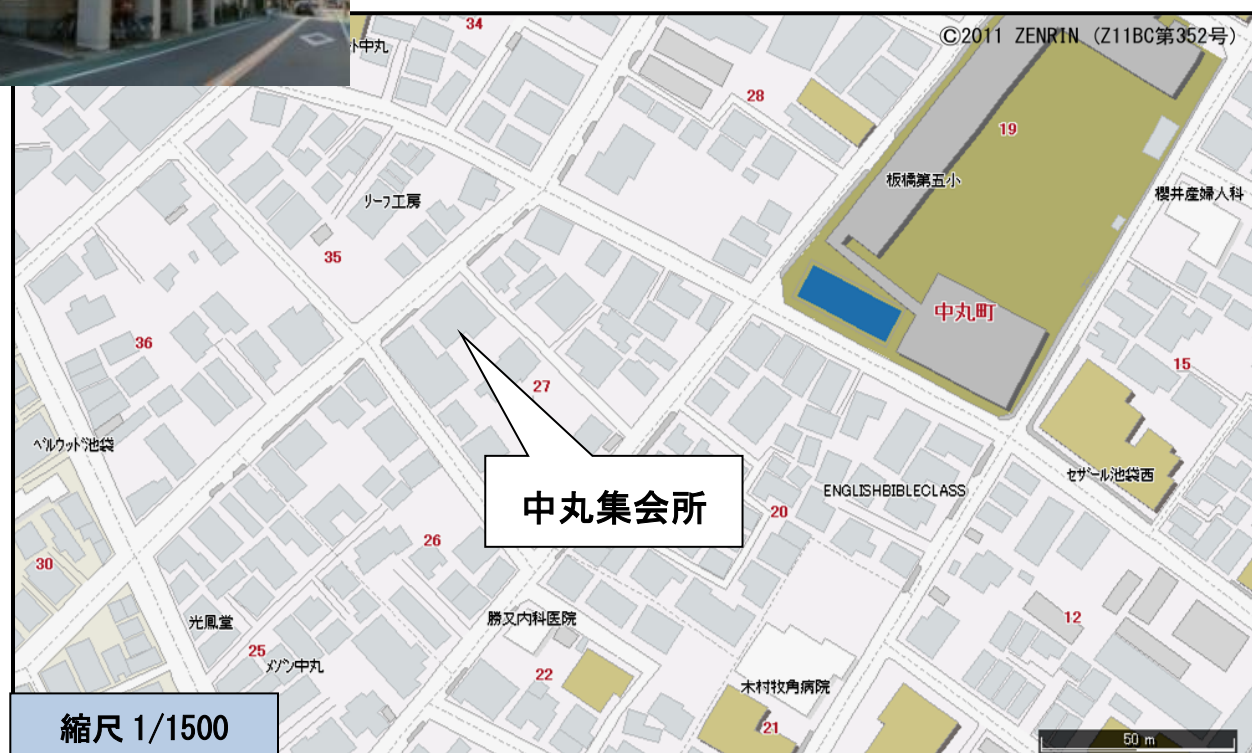 34
©2011 ZENRIN (Z11BC第352号)
ト中丸
28
19
板橋第五小
櫻井産婦人科
リーフ工房
35
中丸町
36
15
27
ベルウッド池袋
セザール池袋西
ENGLISHBIBLECLASS
中丸集会所
20
26
30
12
光鳳堂
勝又内科医院
25
メゾン中丸
22
木村牧角病院
21
縮尺 1/1500
50 m